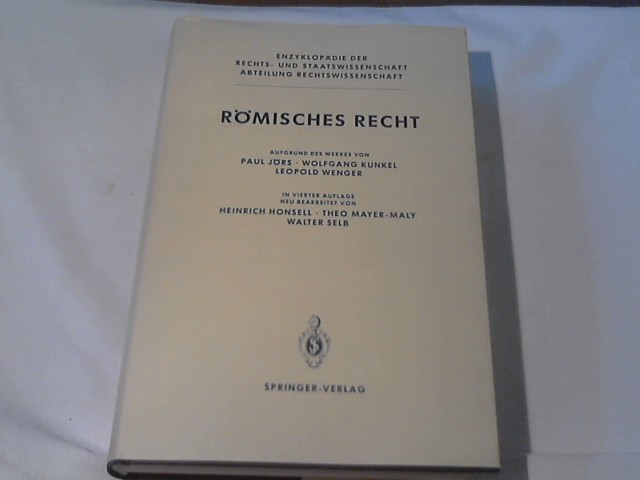 ENZYKLOPÄDIE DER
RECHTS- UND STAATSWISSENSCHAFT
ABTEILUNG RECHTSWISSENSCHAFT
RÖMISCHES RECHT
AUFGRUND DES WERKES VON
PAUL JÖRS · WOLFGANG KUNKEL
LEOPOLD WENGER
IN VIERTER AUFLAGE
NEU BEARBEITET VON
HEINRICH HONSELL · THEO MAYER-MALY
WALTER SELB
SPRINGER-VERLAG